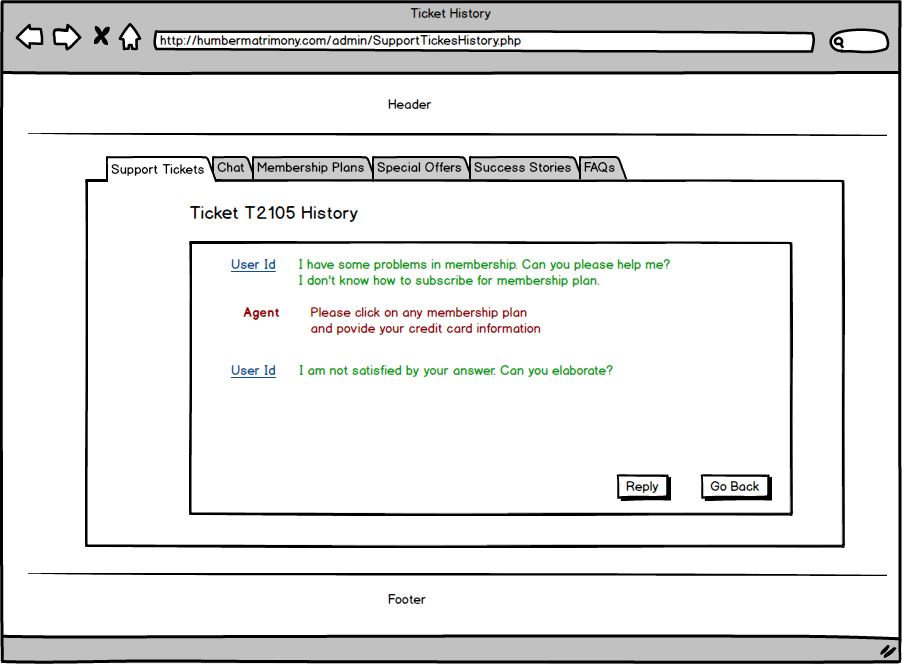 Ticket History
http://humbermatrimony.com/admin/SupportTickesHistory.php
Header
Support Tickets Chat Membership Plans Special Offers Success Stories FAQs
Ticket T2105 History
User Id I have some problems in membership. Can you please help me?
I don't know how to subscribe for membership plan.
Agent Please click on any membership plan
and povide your credit card information
User Id I am not satisfied by your answer. Can you elaborate?
Reply Go Back
Footer